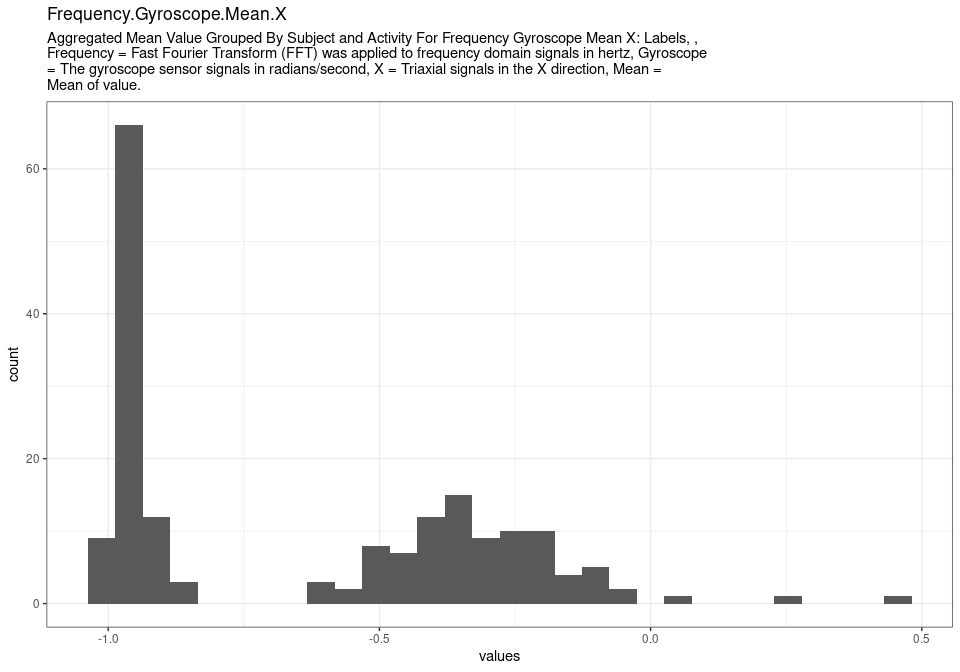 Frequency.Gyroscope.Mean.X
Aggregated Mean Value Grouped By Subject and Activity For Frequency Gyroscope Mean X: Labels, ,
Frequency = Fast Fourier Transform (FFT) was applied to frequency domain signals in hertz, Gyroscope
= The gyroscope sensor signals in radians/second, X = Triaxial signals in the X direction, Mean =
Mean of value.
60
40
20
0
count
-1.0
-0.5
0.0
0.5
values